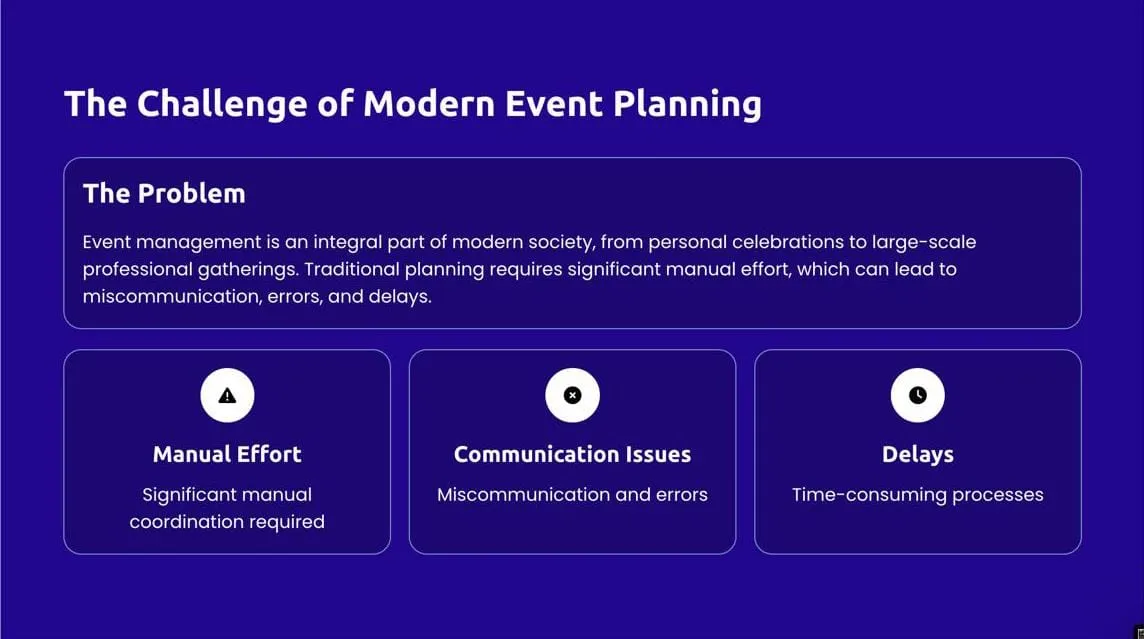 The Challenge of Modern Event Planning
The Problem
Event management is an integral part of modern society, from personal celebrations to large-scale
professional gatherings. Traditional planning requires significant manual effort, which can lead to
miscommunication, errors, and delays.
Manual Effort
Significant manual
coordination required
Communication Issues
Miscommunication and errors
Delays
Time-consuming processes